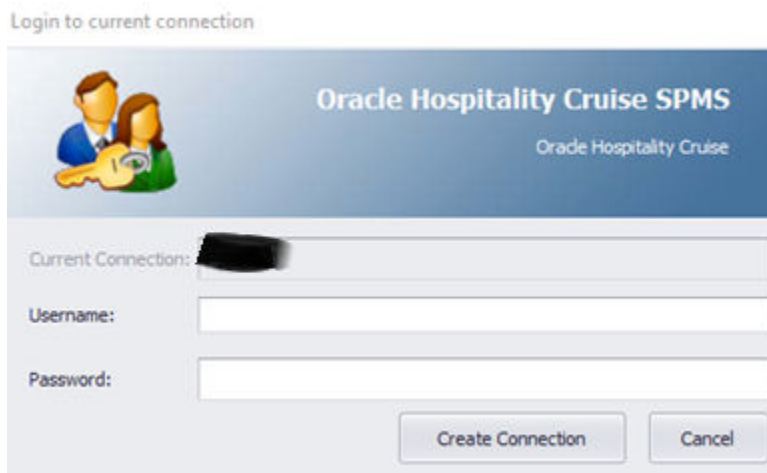 Login to current connection
Oracle Hospitality Cruise SPMS
Oracle Hospitality Cruise
Current Connection:
Username:
Password:
Create Connection
Cancel